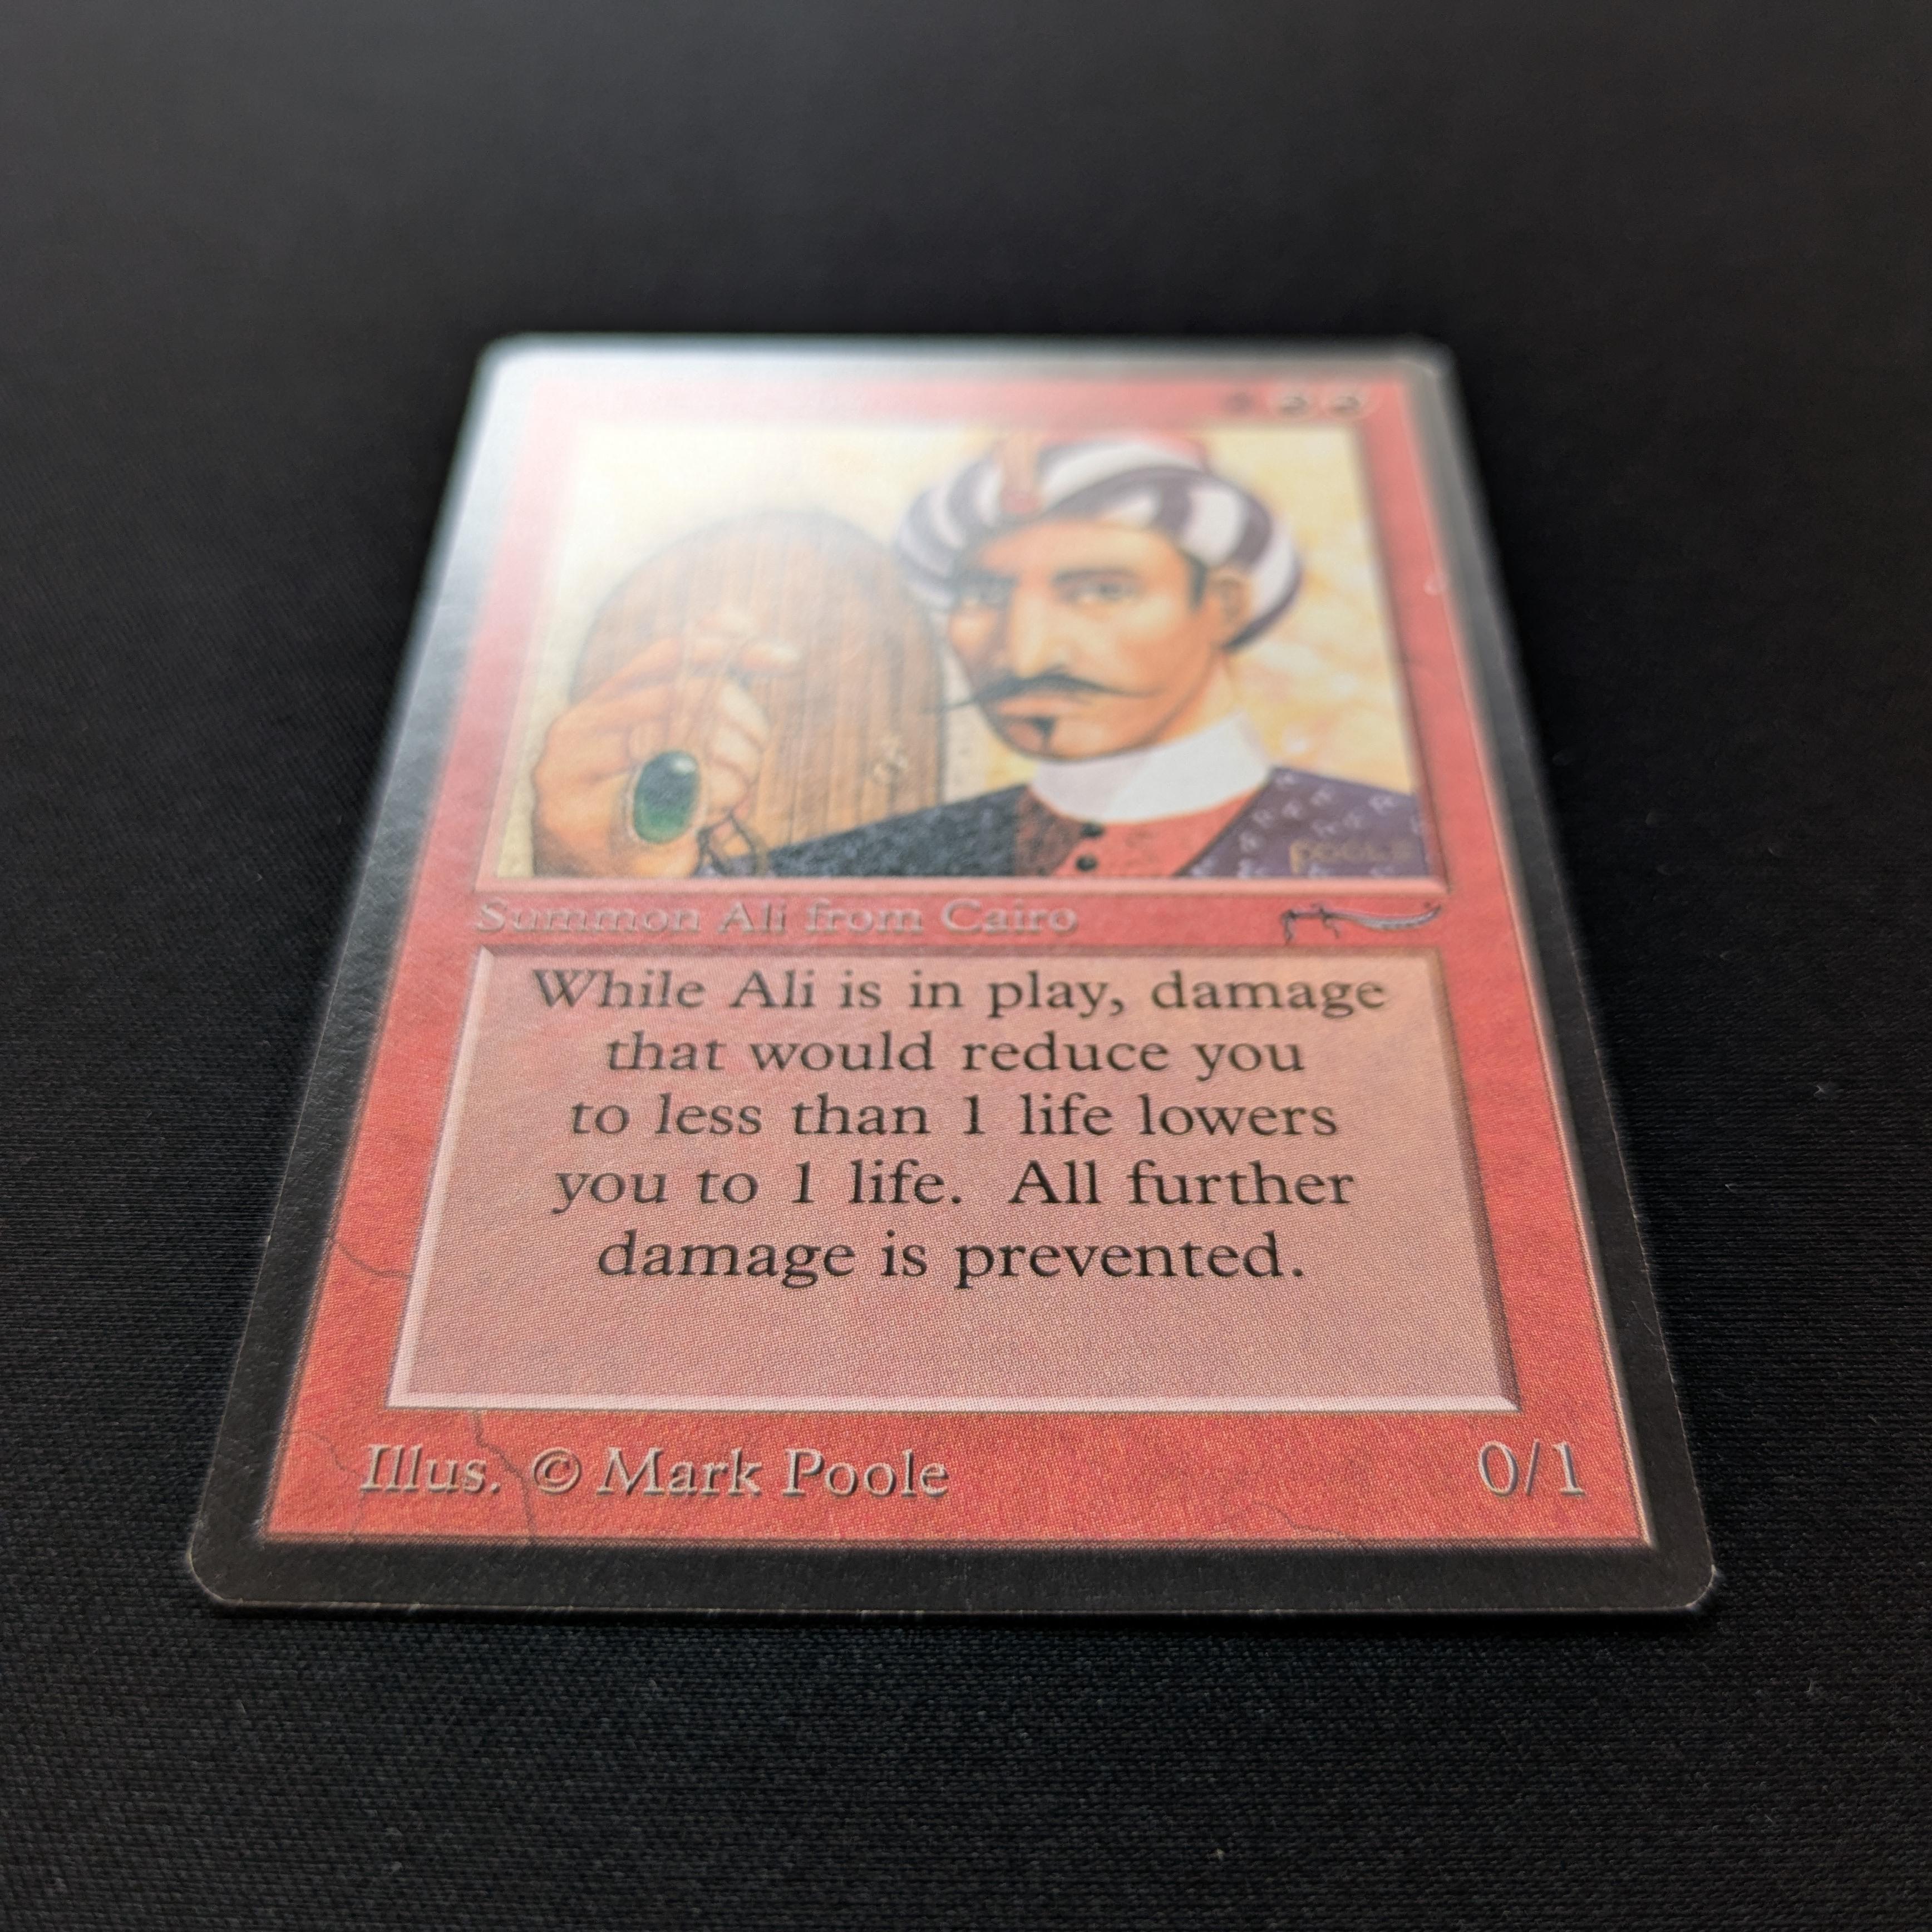 POOLE
Summon Ali from Cairo
While Ali is in play, damage
that would reduce you
to less than 1 life lowers
you to 1 life. All further
damage is prevented.
Illus. © Mark Poole
0/1